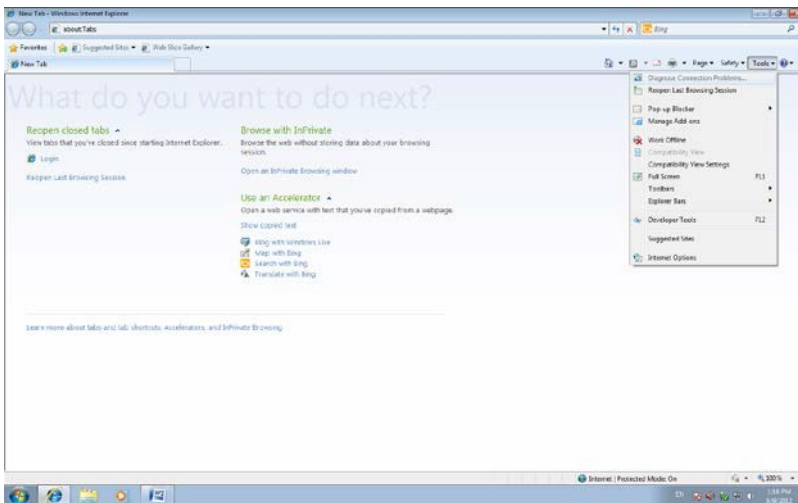 New Tab - Windows Internet Explorer
about:Tabs
Bing
Favorites Suggested Sites Web Slice Gallery
New Tab
Page Safety Tools
What do you want to do next?
Reopen closed tabs
View tabs that you've closed since starting Internet Explorer.
Login
Reopen Last Browsing Session
Browse with InPrivate
Browse the web without storing data about your browsing
session.
Open an InPrivate Browsing window
Use an Accelerator
Open a web service with text that you've copied from a webpage.
Show copied text
Blog with Windows Live
Map with Bing
Search with Bing
Translate with Bing
Learn more about tabs and tab shortcuts, Accelerators, and InPrivate Browsing
Diagnose Connection Problems...
Reopen Last Browsing Session
Pop-up Blocker
Manage Add-ons
Work Offline
Compatibility View
Compatibility View Settings
Full Screen F11
Toolbars
Explorer Bars
Developer Tools F12
Suggested Sites
Internet Options
Internet | Protected Mode: On
100%
EN